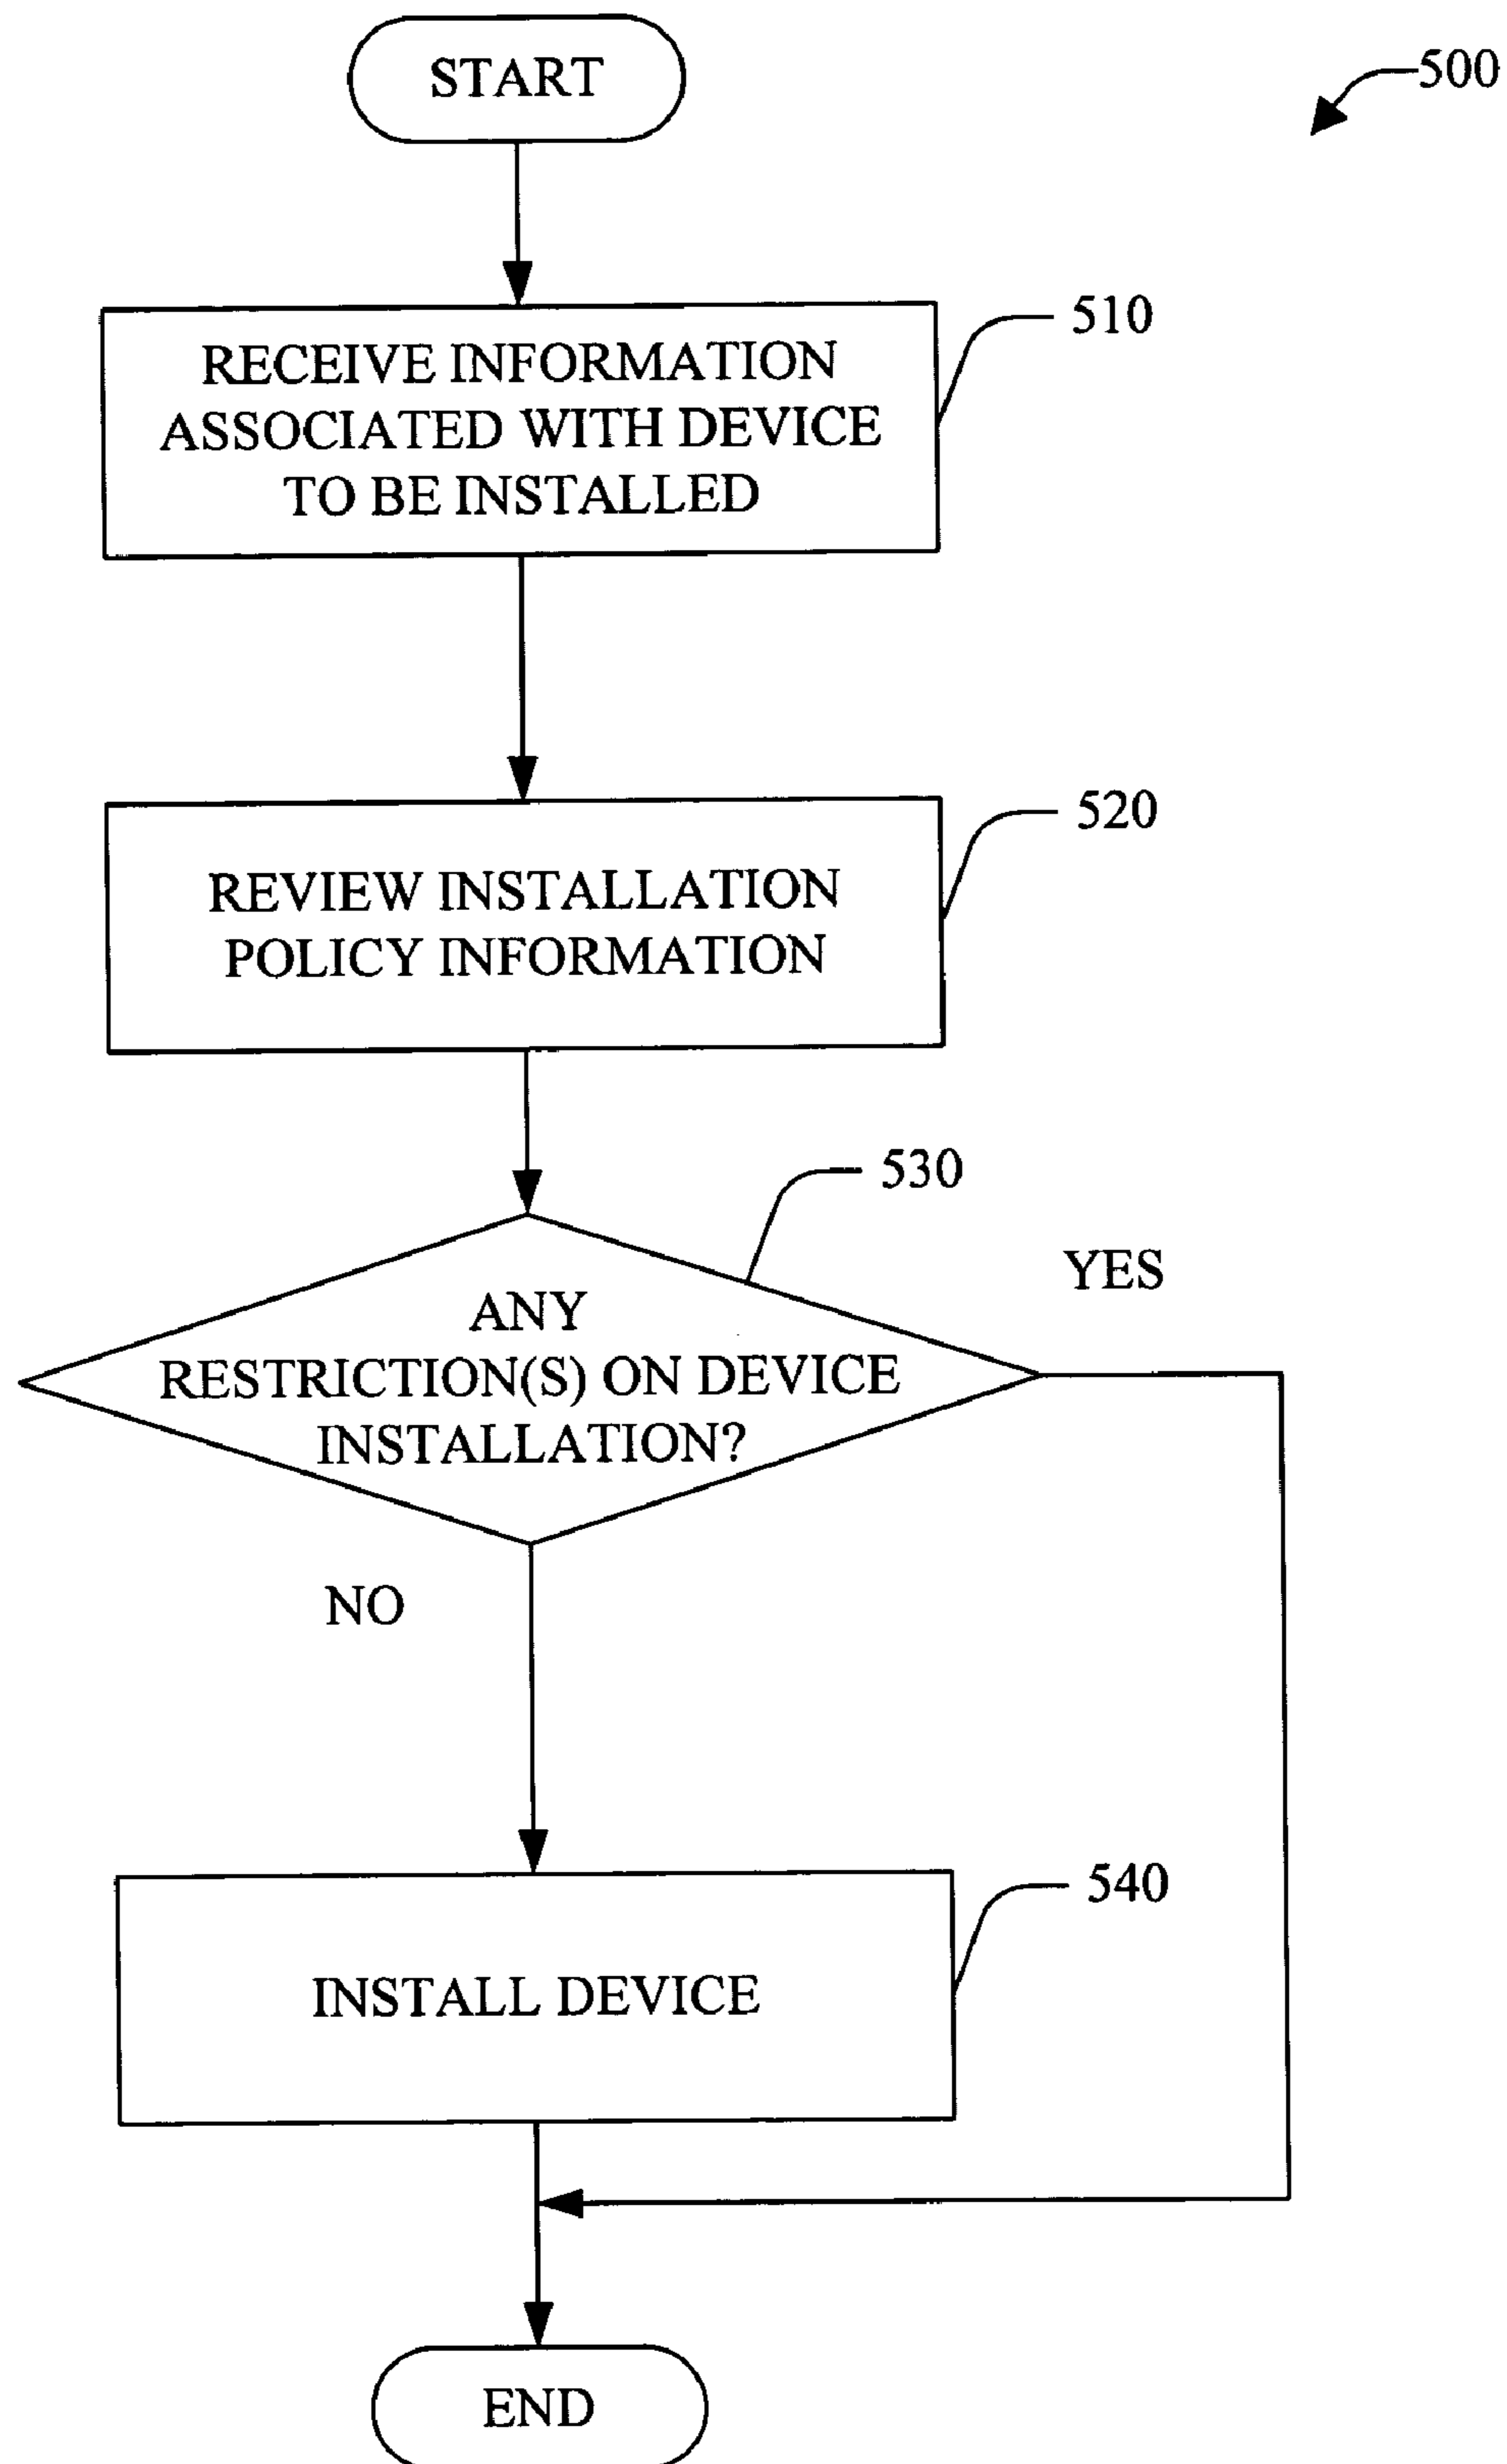 START
500
RECEIVE INFORMATION
ASSOCIATED WITH DEVICE
TO BE INSTALLED
510
REVIEW INSTALLATION
POLICY INFORMATION
520
530
ANY
RESTRICTION(S) ON DEVICE
INSTALLATION?
YES
NO
INSTALL DEVICE
540
END